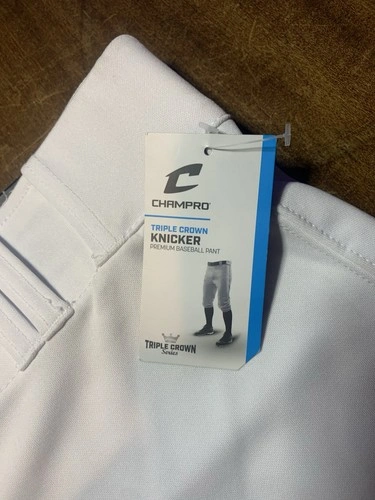 CHAMPRO
TRIPLE CROWN
KNICKER
PREMIUM BASEBALL PANT
TRIPLE CROWN
Series